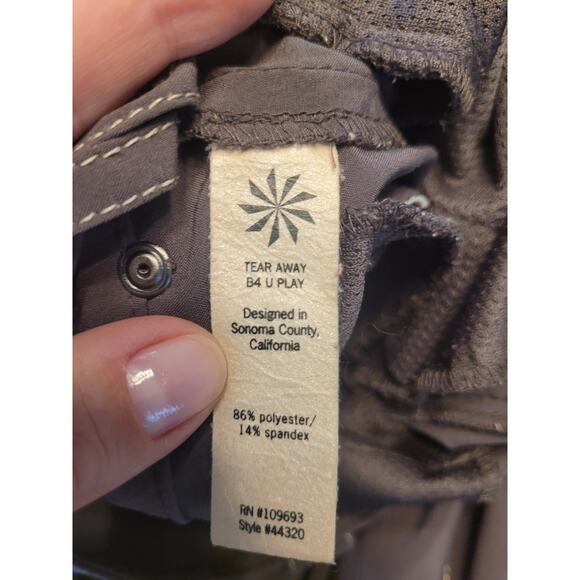 TEAR AWAY
B4 U PLAY
Designed in
Sonoma County,
California
86% polyester/
14% spandex
RN #109693
Style #44320